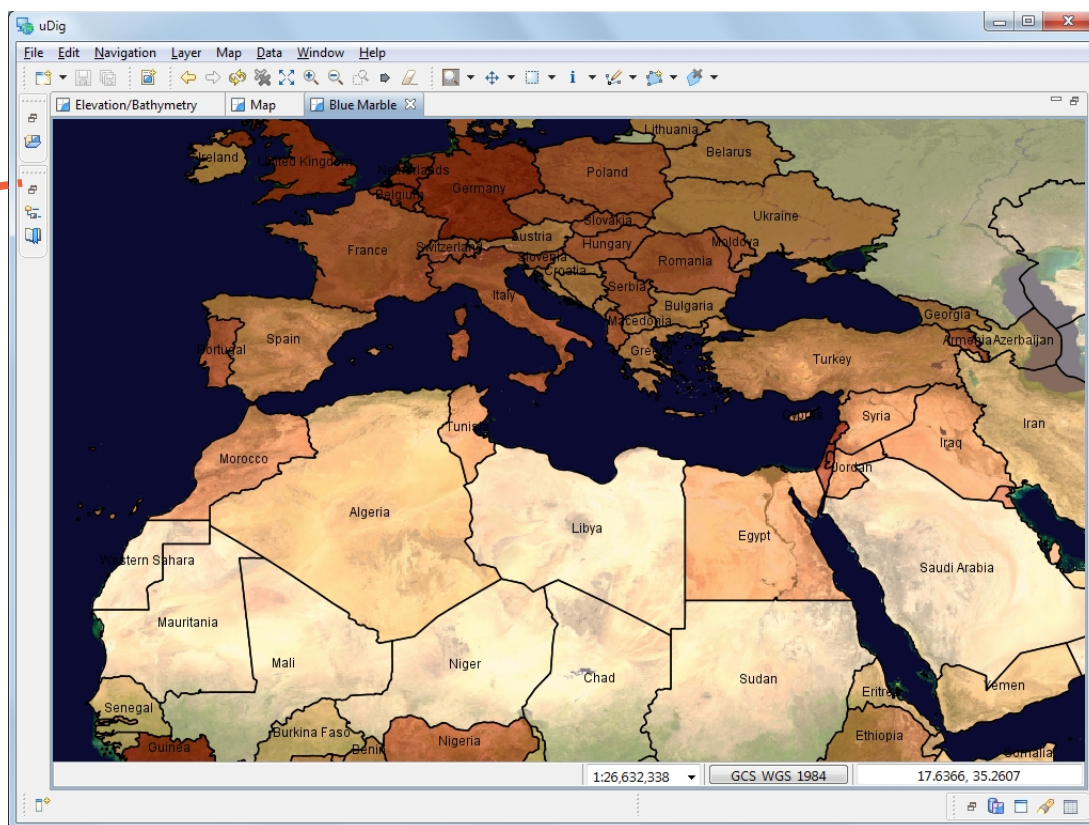 uDig
File Edit Navigation Layer Map Data Window Help
Elevation/Bathymetry Map Blue Marble
Lithuania
Ireland United Kingdom Netherlands Belarus
Germany Poland
Belgium
Ukraine
Slovakia
France Switzerland Austria Hungary Moldova
Slovenia Romania
Croatia
Serbia
Italy
Bulgaria
Georgia
Macedonia
Portugal Spain Greece Turkey Armenia Azerbaijan
Cyprus Syria
Tunisia Iran
Iraq
Morocco Jordan
Algeria
Libya Egypt
Western Sahara Saudi Arabia
Mauritania
Mali Niger
Chad Sudan Yemen
Eritrea
Senegal
Burkina Faso Nigeria Ethiopia
Guinea Benin Somalia
1:26,632,338 GCS WGS 1984 17.6366, 35.2607